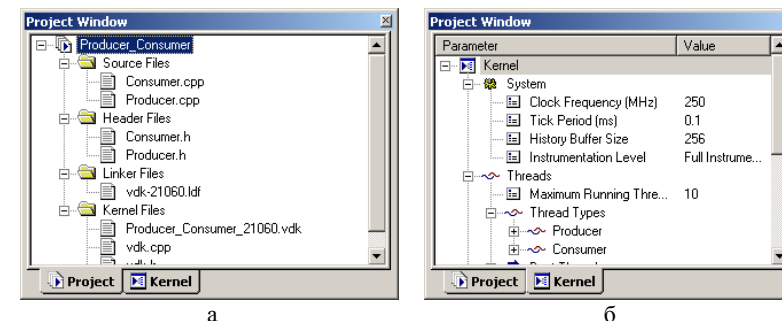 Project Window
Producer_Consumer
Source Files
Consumer.cpp
Producer.cpp
Header Files
Consumer.h
Producer.h
Linker Files
vdk-21060.ldf
Kernel Files
Producer_Consumer_21060.vdk
vdk.cpp
Project Kernel
а
Project Window
Parameter Value
Kernel
System
Clock Frequency (MHz) 250
Tick Period (ms) 0.1
History Buffer Size 256
Instrumentation Level Full Instrume...
Threads
Maximum Running Thre... 10
Thread Types
Producer
Consumer
Project Kernel
б